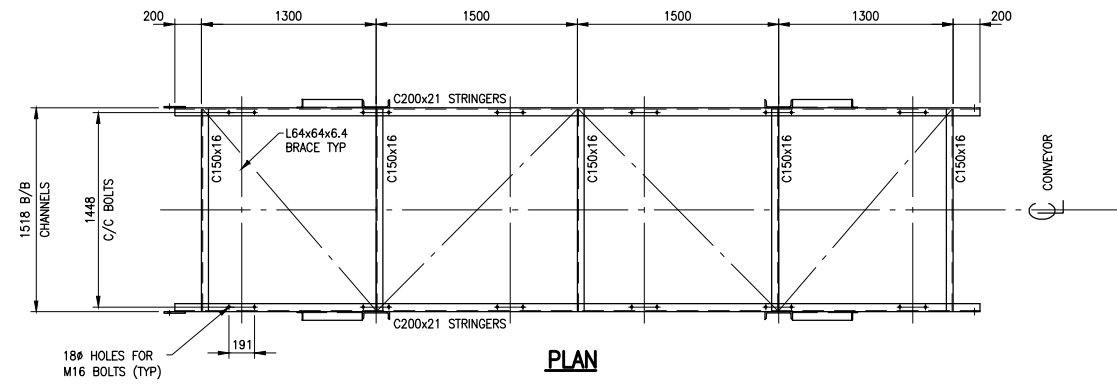 200
1300
1500
1500
1300
200
C200x21 STRINGERS
L64x64x6.4
BRACE TYP
C150x16
C150x16
C150x16
C150x16
C150x16
1518 B/B
CHANNELS
1448
C/C BOLTS
CL CONVEYOR
C200x21 STRINGERS
191
18ø HOLES FOR
M16 BOLTS (TYP)
PLAN